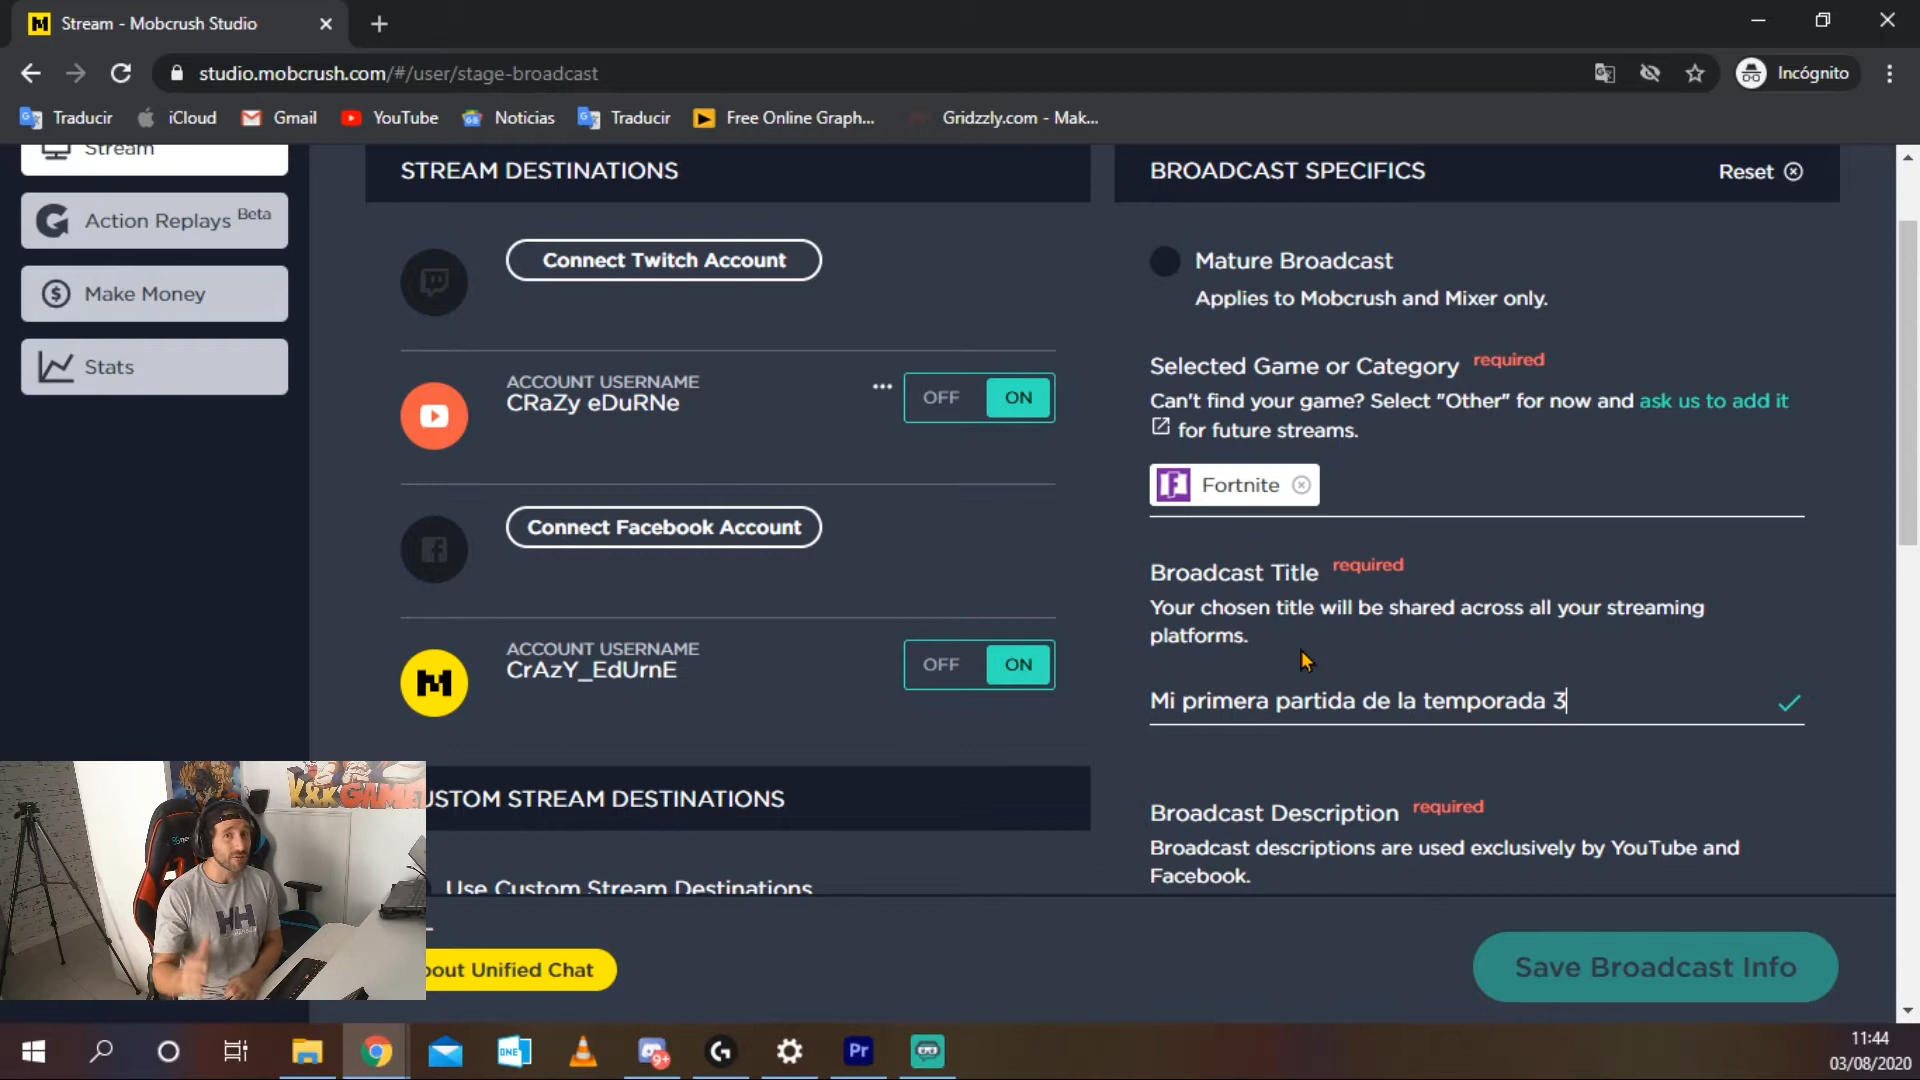 Stream - Mobcrush Studio
studio.mobcrush.com/#/user/stage-broadcast
Incógnito
Traducir
iCloud
Gmail
YouTube
Noticias
Traducir
Free Online Graph...
Gridzzly.com - Mak...
Stream
Action Replays Beta
Make Money
Stats
STREAM DESTINATIONS
Connect Twitch Account
ACCOUNT USERNAME
CRaZy eDuRNe
OFF
ON
Connect Facebook Account
ACCOUNT USERNAME
CrAzY_EdUrnE
OFF
ON
USTOM STREAM DESTINATIONS
Use Custom Stream Destinations
bout Unified Chat
BROADCAST SPECIFICS
Reset
Mature Broadcast
Applies to Mobcrush and Mixer only.
Selected Game or Category required
Can't find your game? Select "Other" for now and ask us to add it
for future streams.
Fortnite
Broadcast Title required
Your chosen title will be shared across all your streaming
platforms.
Mi primera partida de la temporada 3
Broadcast Description required
Broadcast descriptions are used exclusively by YouTube and
Facebook.
Save Broadcast Info
K&K GAME
HH
ONE
9+
Pr
11:44
03/08/2020